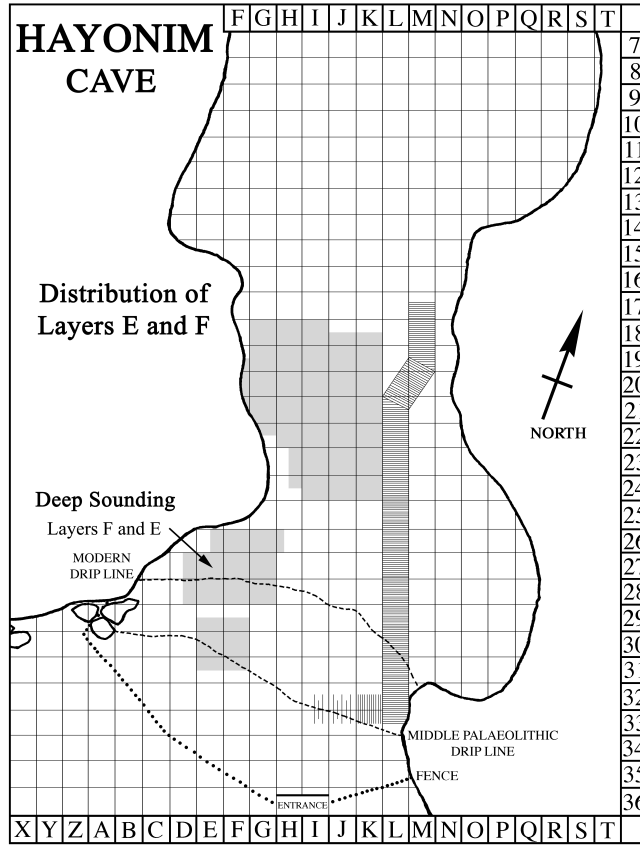 HAYONIM
CAVE
F G H I J K L M N O P Q R S T
7
8
9
10
11
12
13
14
15
16
17
18
19
20
21
22
23
24
25
26
27
28
29
30
31
32
33
34
35
36
Distribution of
Layers E and F
NORTH
Deep Sounding
Layers F and E
MODERN
DRIP LINE
MIDDLE PALAEOLITHIC
DRIP LINE
FENCE
ENTRANCE
X Y Z A B C D E F G H I J K L M N O P Q R S T